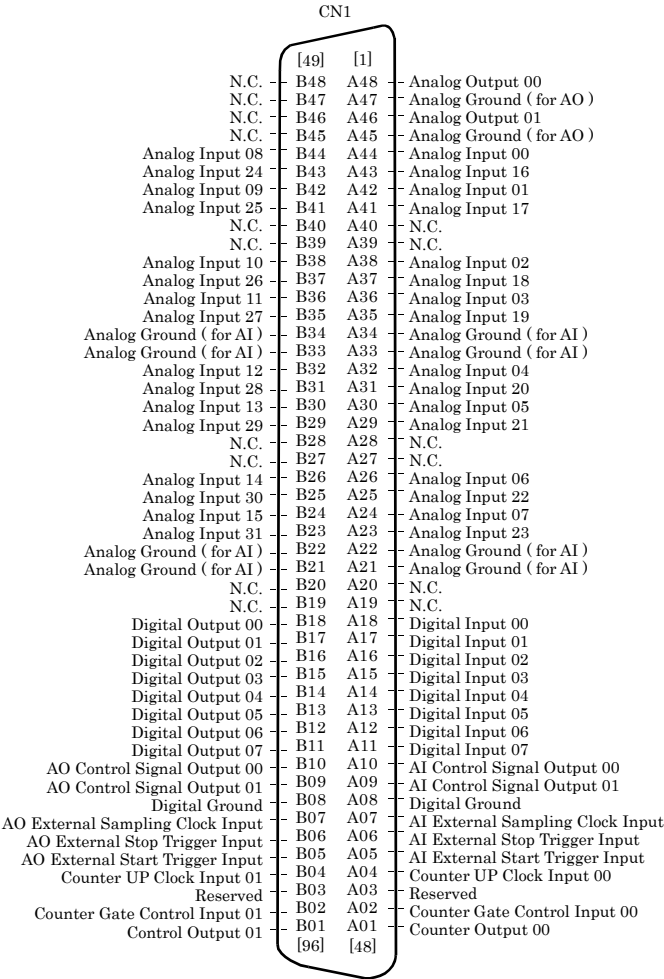 CN1
[49] [1]
N.C. B48 A48 Analog Output 00
N.C. B47 A47 Analog Ground ( for AO )
N.C. B46 A46 Analog Output 01
N.C. B45 A45 Analog Ground ( for AO )
Analog Input 08 B44 A44 Analog Input 00
Analog Input 24 B43 A43 Analog Input 16
Analog Input 09 B42 A42 Analog Input 01
Analog Input 25 B41 A41 Analog Input 17
N.C. B40 A40 N.C.
N.C. B39 A39 N.C.
Analog Input 10 B38 A38 Analog Input 02
Analog Input 26 B37 A37 Analog Input 18
Analog Input 11 B36 A36 Analog Input 03
Analog Input 27 B35 A35 Analog Input 19
Analog Ground ( for AI ) B34 A34 Analog Ground ( for AI )
Analog Ground ( for AI ) B33 A33 Analog Ground ( for AI )
Analog Input 12 B32 A32 Analog Input 04
Analog Input 28 B31 A31 Analog Input 20
Analog Input 13 B30 A30 Analog Input 05
Analog Input 29 B29 A29 Analog Input 21
N.C. B28 A28 N.C.
N.C. B27 A27 N.C.
Analog Input 14 B26 A26 Analog Input 06
Analog Input 30 B25 A25 Analog Input 22
Analog Input 15 B24 A24 Analog Input 07
Analog Input 31 B23 A23 Analog Input 23
Analog Ground ( for AI ) B22 A22 Analog Ground ( for AI )
Analog Ground ( for AI ) B21 A21 Analog Ground ( for AI )
N.C. B20 A20 N.C.
N.C. B19 A19 N.C.
Digital Output 00 B18 A18 Digital Input 00
Digital Output 01 B17 A17 Digital Input 01
Digital Output 02 B16 A16 Digital Input 02
Digital Output 03 B15 A15 Digital Input 03
Digital Output 04 B14 A14 Digital Input 04
Digital Output 05 B13 A13 Digital Input 05
Digital Output 06 B12 A12 Digital Input 06
Digital Output 07 B11 A11 Digital Input 07
AO Control Signal Output 00 B10 A10 AI Control Signal Output 00
AO Control Signal Output 01 B09 A09 AI Control Signal Output 01
Digital Ground B08 A08 Digital Ground
AO External Sampling Clock Input B07 A07 AI External Sampling Clock Input
AO External Stop Trigger Input B06 A06 AI External Stop Trigger Input
AO External Start Trigger Input B05 A05 AI External Start Trigger Input
Counter UP Clock Input 01 B04 A04 Counter UP Clock Input 00
Reserved B03 A03 Reserved
Counter Gate Control Input 01 B02 A02 Counter Gate Control Input 00
Control Output 01 B01 A01 Counter Output 00
[96] [48]